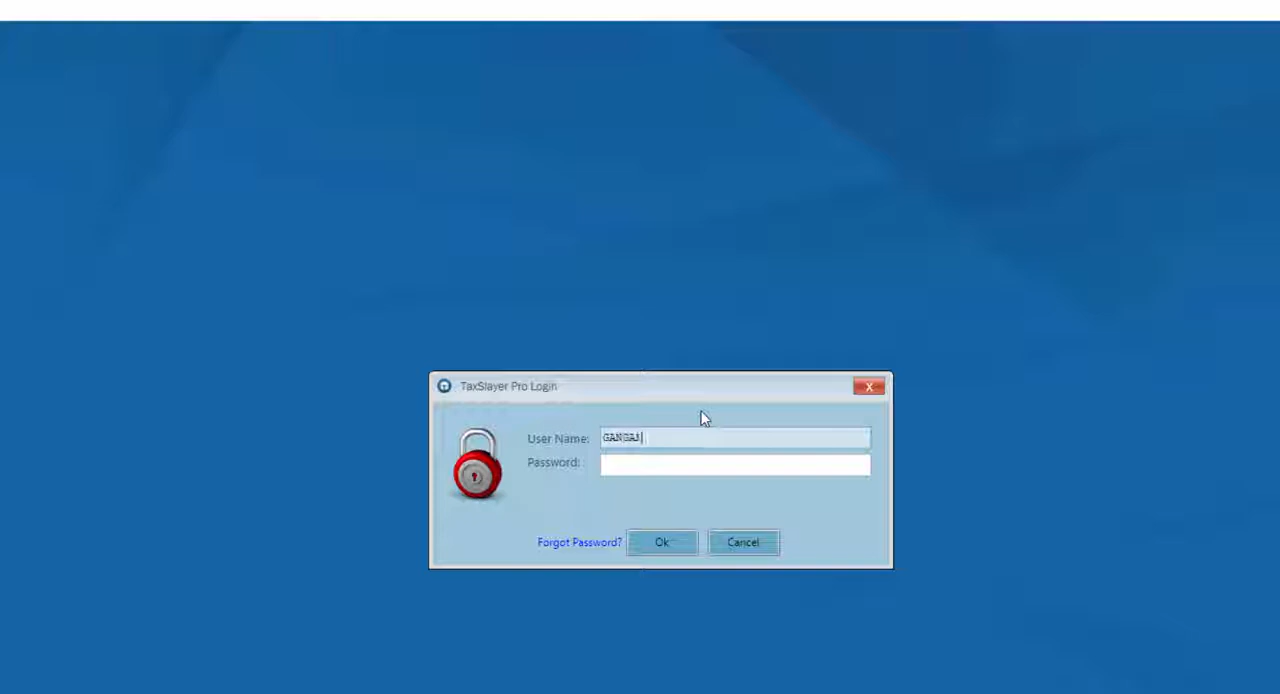 TaxSlayer Pro Login
X
User Name:
Password:
Forgot Password?
Ok
Cancel